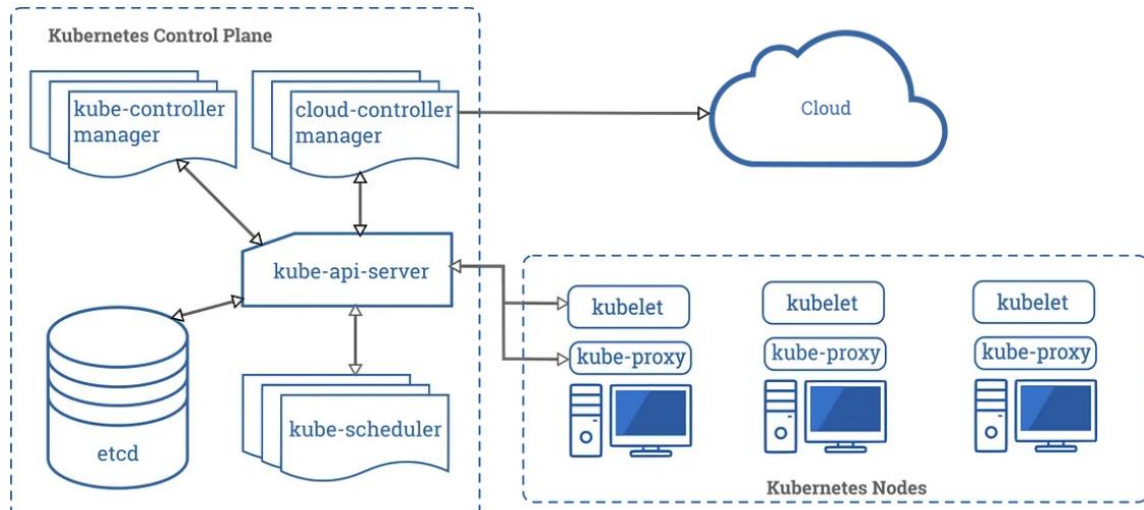 Kubernetes Control Plane
kube-controller
manager
cloud-controller
manager
Cloud
kube-api-server
etcd
kube-scheduler
kubelet
kube-proxy
kubelet
kube-proxy
kubelet
kube-proxy
Kubernetes Nodes